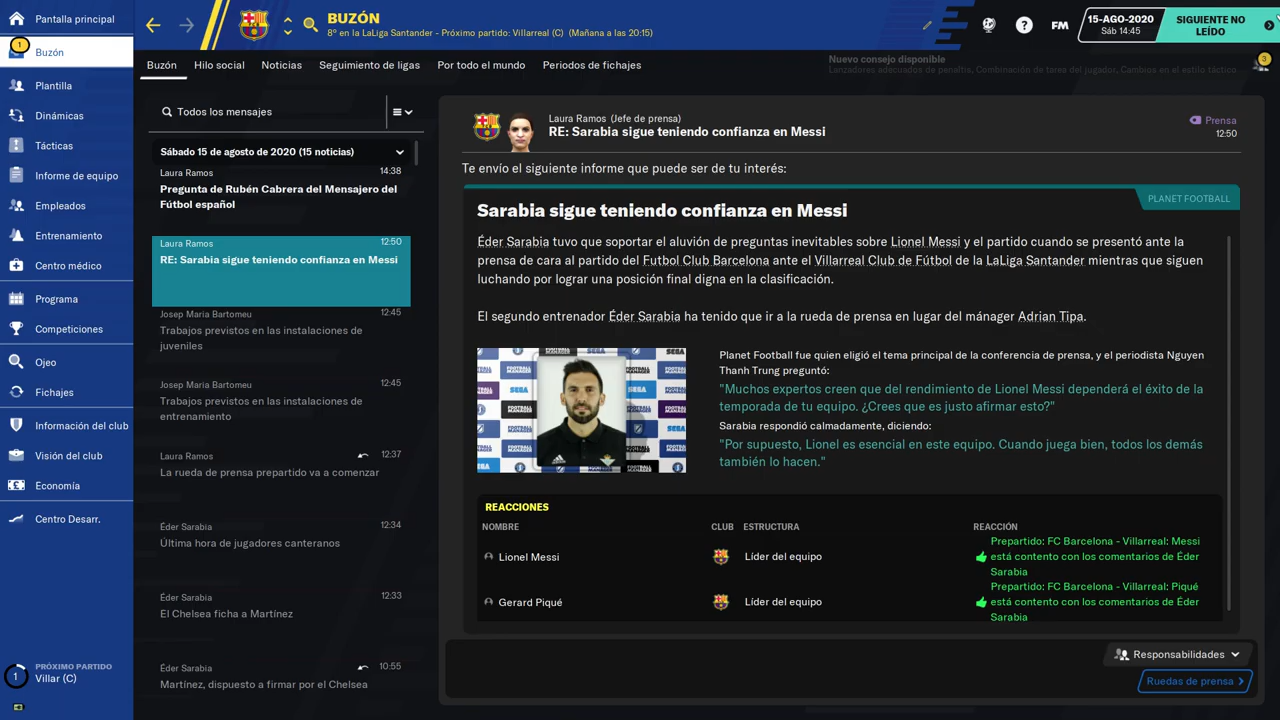 Pantalla principal
1
Buzón
Plantilla
Dinámicas
Tácticas
Informe de equipo
Empleados
Entrenamiento
Centro médico
Programa
Competiciones
Ojeo
Fichajes
Información del club
Visión del club
Economía
Centro Desarr.
1
PRÓXIMO PARTIDO
Villar (C)
BUZÓN
8º en la LaLiga Santander - Próximo partido: Villarreal (C) (Mañana a las 20:15)
?
FM
15-AGO-2020
Sáb 14:45
SIGUIENTE NO
LEÍDO
Buzón
Hilo social
Noticias
Seguimiento de ligas
Por todo el mundo
Períodos de fichajes
Nuevo consejo disponible
Lanzadores adecuados de penaltis, Combinación de tarea del jugador, Cambios en el estilo táctico
3
Todos los mensajes
Sábado 15 de agosto de 2020 (15 noticias)
Laura Ramos 14:38
Pregunta de Rubén Cabrera del Mensajero del
Fútbol español
Laura Ramos 12:50
RE: Sarabia sigue teniendo confianza en Messi
Josep Maria Bartomeu 12:45
Trabajos previstos en las instalaciones de
juveniles
Josep Maria Bartomeu 12:45
Trabajos previstos en las instalaciones de
entrenamiento
Laura Ramos 12:37
La rueda de prensa prepartido va a comenzar
Éder Sarabia 12:34
Última hora de jugadores canteranos
Éder Sarabia 12:33
El Chelsea ficha a Martínez
Éder Sarabia 10:55
Martínez, dispuesto a firmar por el Chelsea
Laura Ramos (Jefe de prensa)
RE: Sarabia sigue teniendo confianza en Messi
Prensa
12:50
Te envío el siguiente informe que puede ser de tu interés:
PLANET FOOTBALL
Sarabia sigue teniendo confianza en Messi
Éder Sarabia tuvo que soportar el aluvión de preguntas inevitables sobre Lionel Messi y el partido cuando se presentó ante la
prensa de cara al partido del Futbol Club Barcelona ante el Villarreal Club de Fútbol de la LaLiga Santander mientras que siguen
luchando por lograr una posición final digna en la clasificación.
El segundo entrenador Éder Sarabia ha tenido que ir a la rueda de prensa en lugar del mánager Adrian Tipa.
SEGA
Planet Football fue quien eligió el tema principal de la conferencia de prensa, y el periodista Nguyen
Thanh Trung preguntó:
"Muchos expertos creen que del rendimiento de Lionel Messi dependerá el éxito de la
temporada de tu equipo. ¿Crees que es justo afirmar esto?"
Sarabia respondió calmadamente, diciendo:
"Por supuesto, Lionel es esencial en este equipo. Cuando juega bien, todos los demás
también lo hacen."
REACCIONES
NOMBRE CLUB ESTRUCTURA REACCIÓN
Lionel Messi Líder del equipo
Prepartido: FC Barcelona - Villarreal: Messi
está contento con los comentarios de Éder
Sarabia
Gerard Piqué Líder del equipo
Prepartido: FC Barcelona - Villarreal: Piqué
está contento con los comentarios de Éder
Sarabia
Responsabilidades
Ruedas de prensa